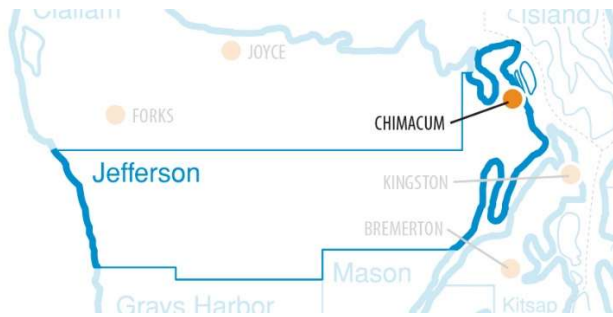 Clallam
Island
JOYCE
FORKS
CHIMACUM
Jefferson
KINGSTON
BREMERTON
Mason
Grays Harbor
Kitsap